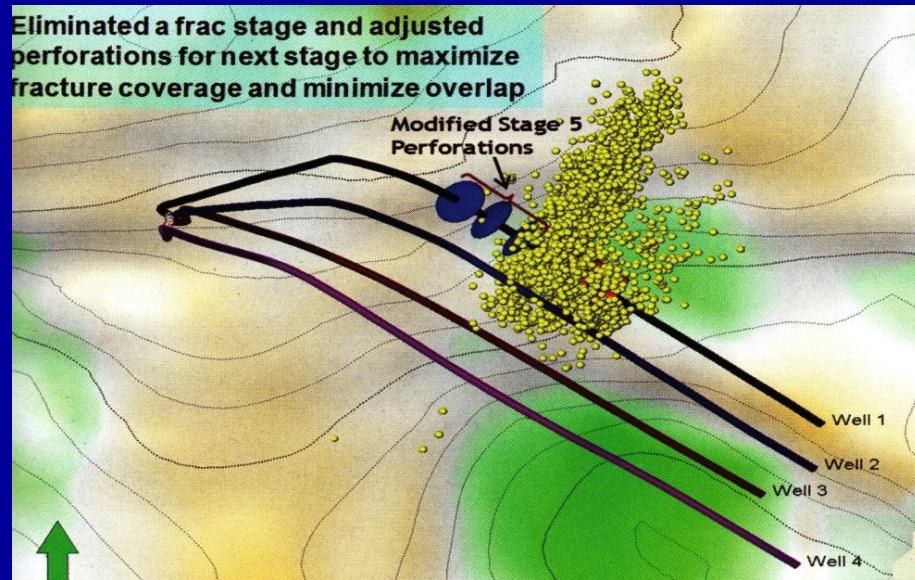 Eliminated a frac stage and adjusted
perforations for next stage to maximize
fracture coverage and minimize overlap
Modified Stage 5
Perforations
Well 1
Well 2
Well 3
Well 4